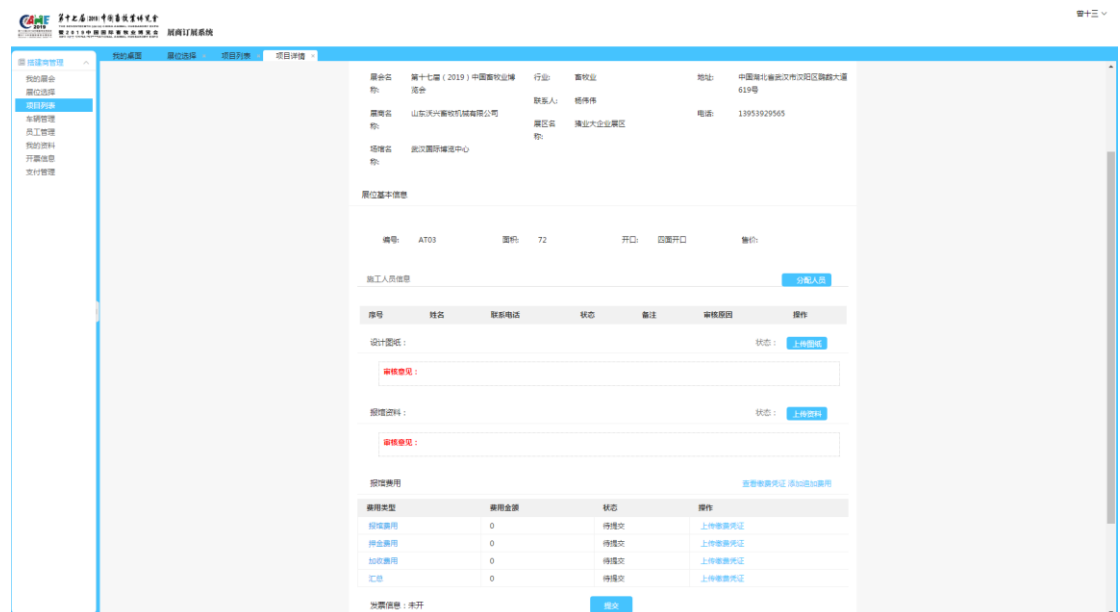 CAME
2019
第十七届(2019)中国畜牧业博览会
暨2019中国国际畜牧业博览会
展商订展系统
曹十三
搭建商管理
我的桌面
展位选择
项目列表
项目详情
我的展会
展位选择
项目列表
车辆管理
员工管理
我的资料
开票信息
支付管理
展会名称:
第十七届(2019)中国畜牧业博览会
行业:
畜牧业
地址:
中国湖北省武汉市汉阳区鹦鹉大道619号
联系人:
杨伟伟
展商名称:
山东沃兴畜牧机械有限公司
电话:
13953929565
展区名称:
猪业大企业展区
场馆名称:
武汉国际博览中心
展位基本信息
编号: AT03 面积: 72 开口: 四面开口 售价:
施工人员信息
分配人员
序号 姓名 联系电话 状态 备注 审核原因 操作
设计图纸: 状态: 上传图纸
审核意见:
报馆资料: 状态: 上传资料
审核意见:
报馆费用
查看缴费凭证 添加追加费用
费用类型 费用金额 状态 操作
报馆费用 0 待提交 上传缴费凭证
押金费用 0 待提交 上传缴费凭证
加收费用 0 待提交 上传缴费凭证
汇总 0 待提交 上传缴费凭证
发票信息:未开
提交